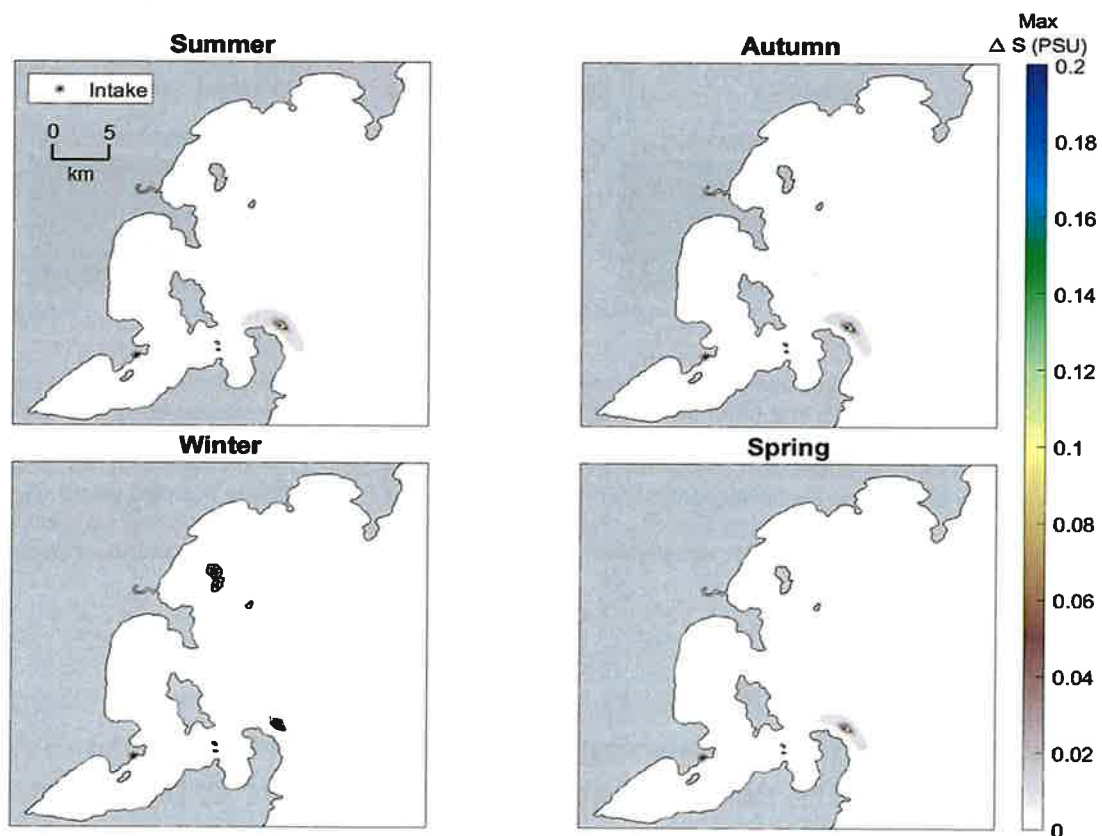 Summer
Autumn
Max
Δ S (PSU)
* Intake
0 5
km
0.2
0.18
0.16
0.14
0.12
0.1
0.08
0.06
0.04
0.02
0
Winter
Spring